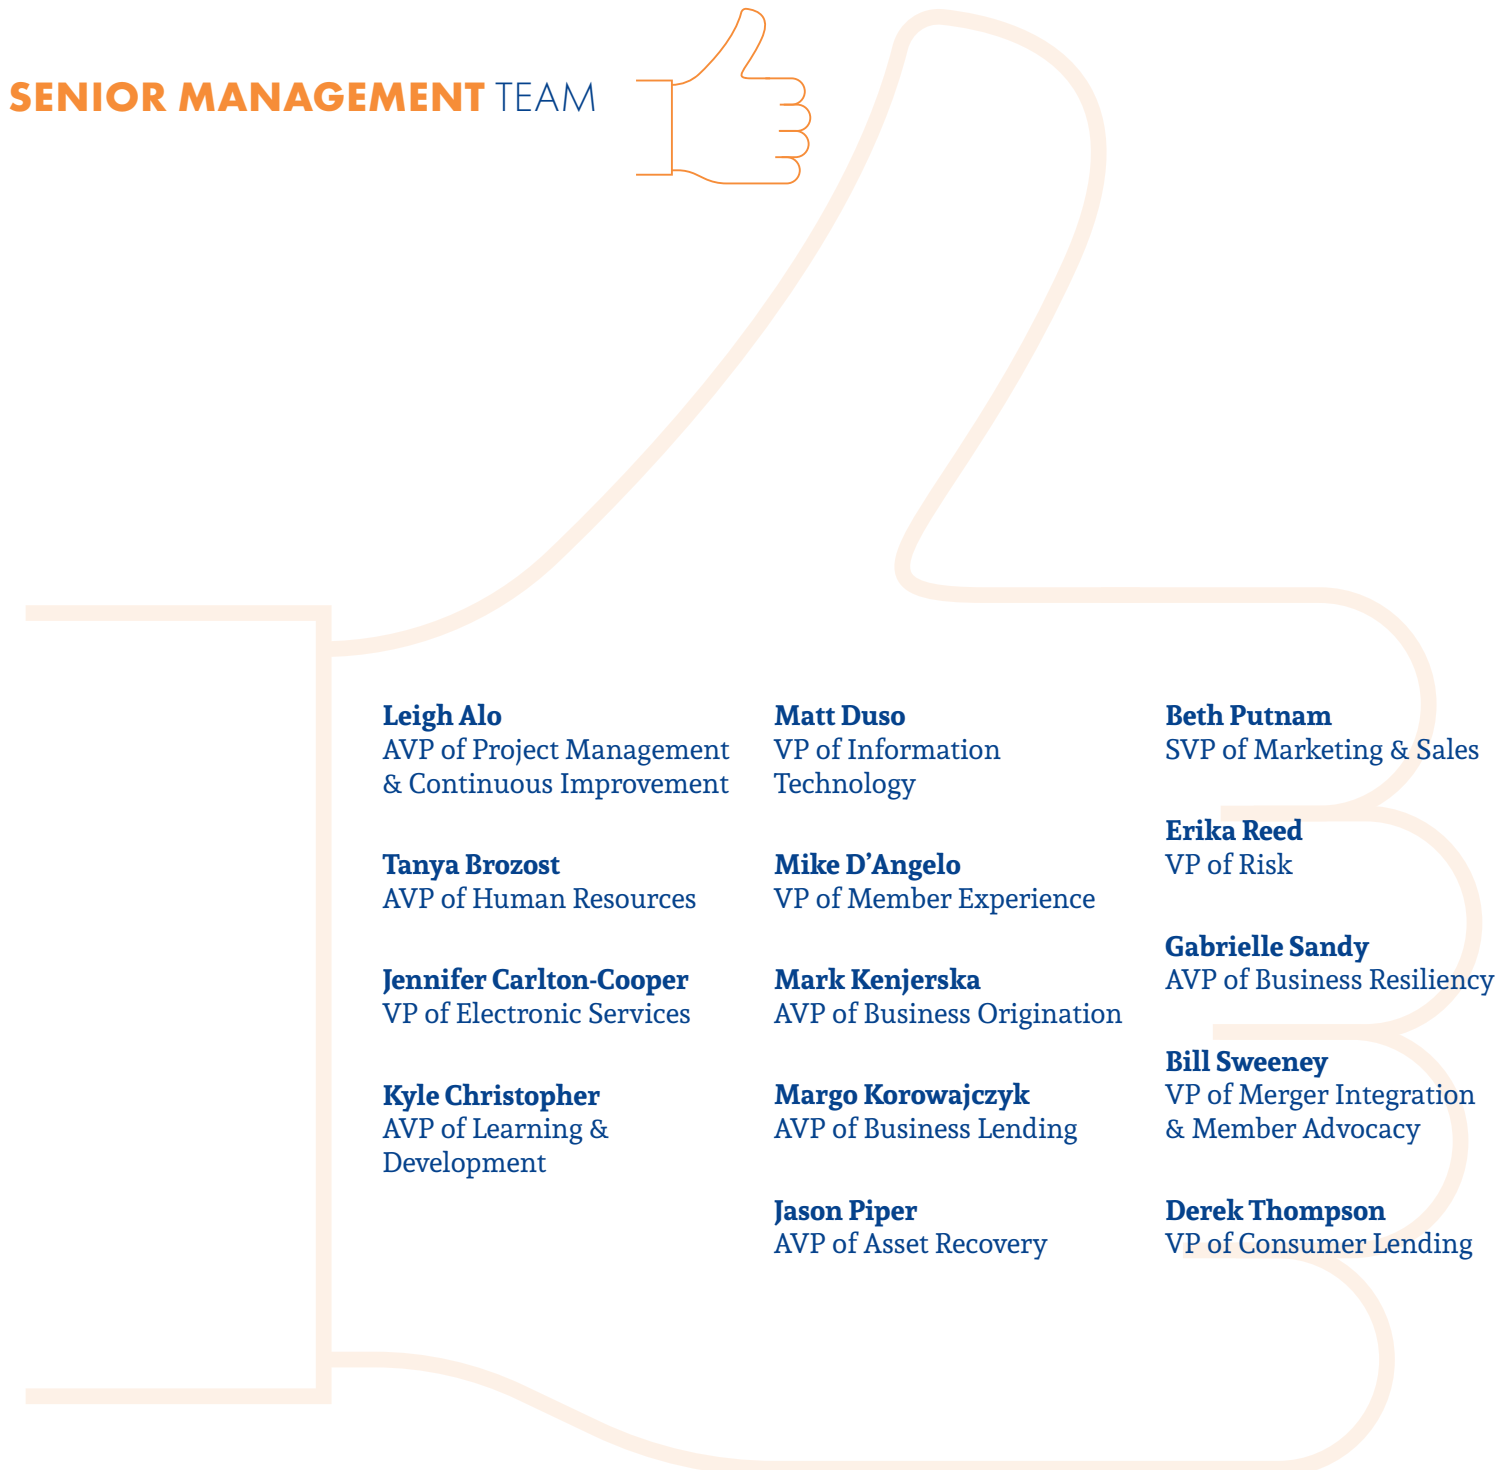 SENIOR MANAGEMENT TEAM
Leigh Alo
AVP of Project Management
& Continuous Improvement
Tanya Brozost
AVP of Human Resources
Jennifer Carlton-Cooper
VP of Electronic Services
Kyle Christopher
AVP of Learning &
Development
Matt Duso
VP of Information
Technology
Mike D’Angelo
VP of Member Experience
Mark Kenjerska
AVP of Business Origination
Margo Korowajczyk
AVP of Business Lending
Jason Piper
AVP of Asset Recovery
Beth Putnam
SVP of Marketing & Sales
Erika Reed
VP of Risk
Gabrielle Sandy
AVP of Business Resiliency
Bill Sweeney
VP of Merger Integration
& Member Advocacy
Derek Thompson
VP of Consumer Lending